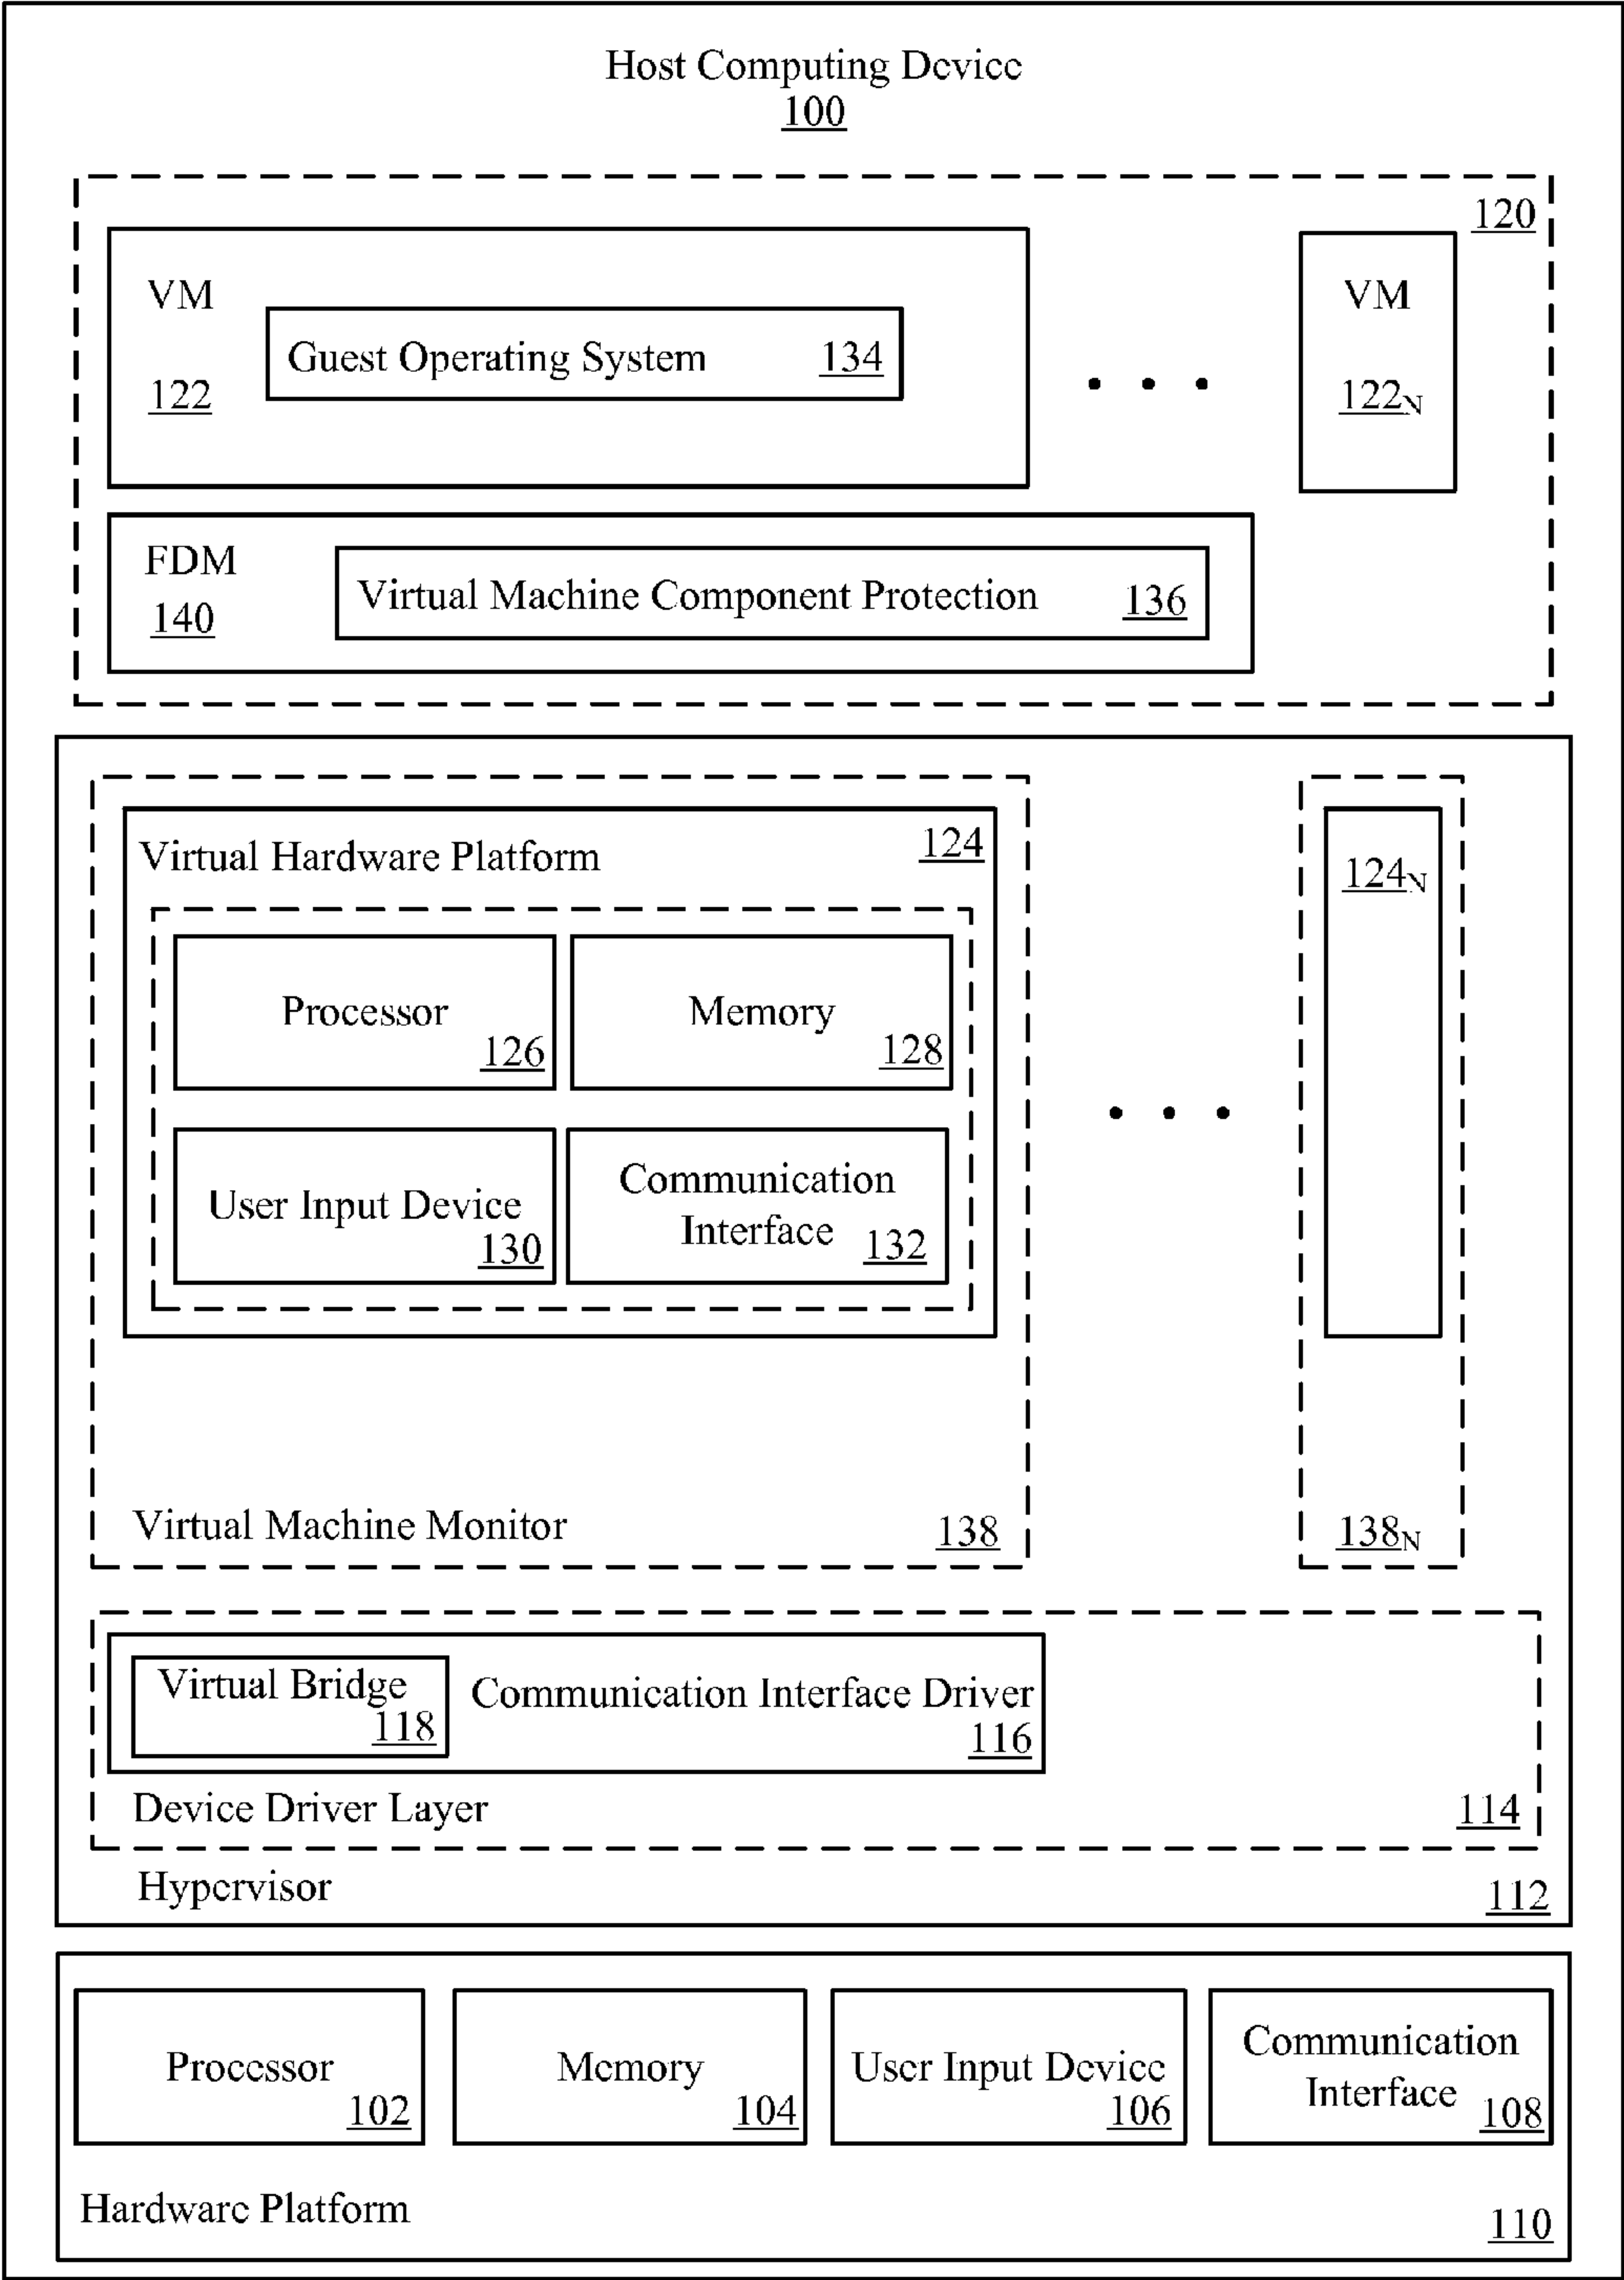 Host Computing Device
100
120
VM
122
Guest Operating System 134
VM
122N
FDM
140
Virtual Machine Component Protection 136
Virtual Hardware Platform 124
Processor
126
Memory
128
User Input Device
130
Communication
Interface 132
124N
Virtual Machine Monitor 138
138N
Virtual Bridge
118
Communication Interface Driver
116
Device Driver Layer 114
Hypervisor 112
Processor
102
Memory
104
User Input Device
106
Communication
Interface 108
Hardware Platform 110